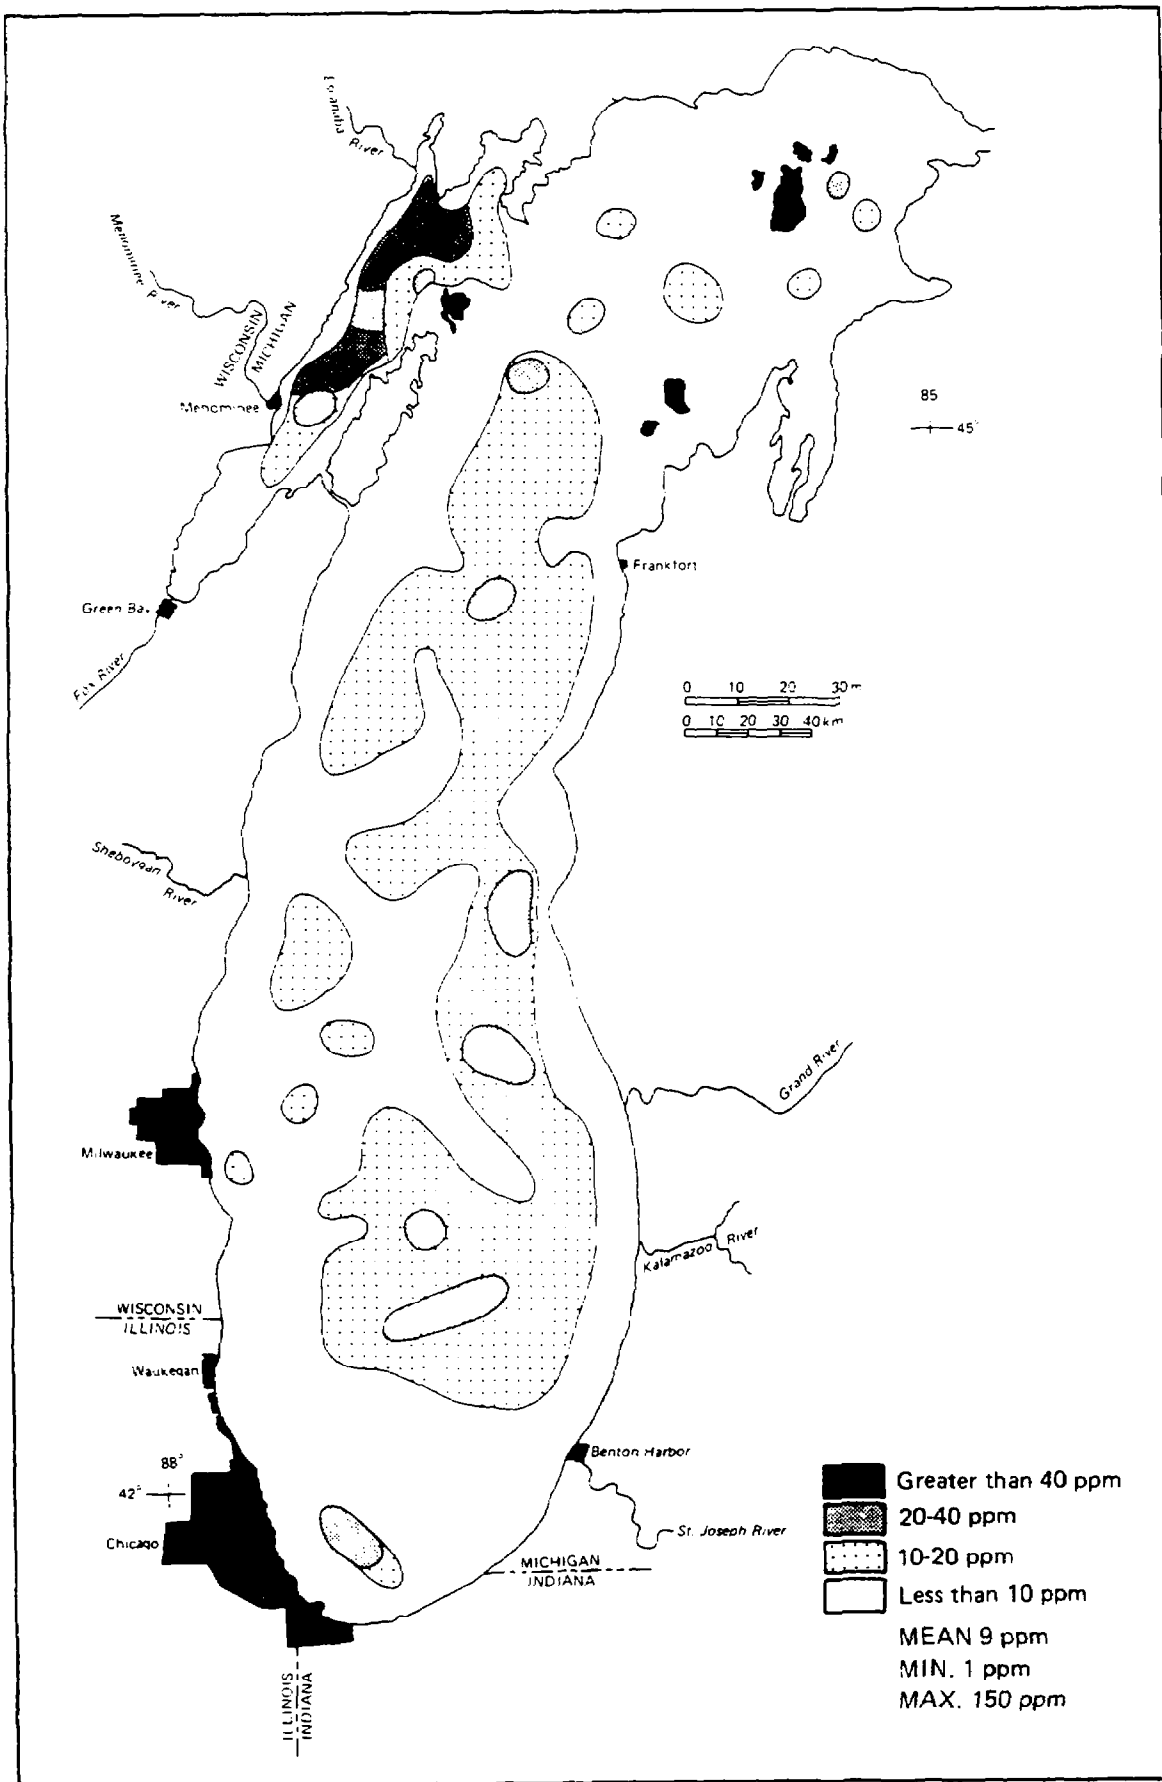 Escanaba
River
Menominee River
WISCONSIN
MICHIGAN
Menominee
85
45°
Frankfort
Green Bay
Fox River
0 10 20 30 m
0 10 20 30 40 km
Sheboygan
River
Grand River
Milwaukee
Kalamazoo River
WISCONSIN
ILLINOIS
Waukegan
88°
42°
Benton Harbor
Chicago
St. Joseph River
MICHIGAN
INDIANA
ILLINOIS
INDIANA
Greater than 40 ppm
20-40 ppm
10-20 ppm
Less than 10 ppm
MEAN 9 ppm
MIN. 1 ppm
MAX. 150 ppm